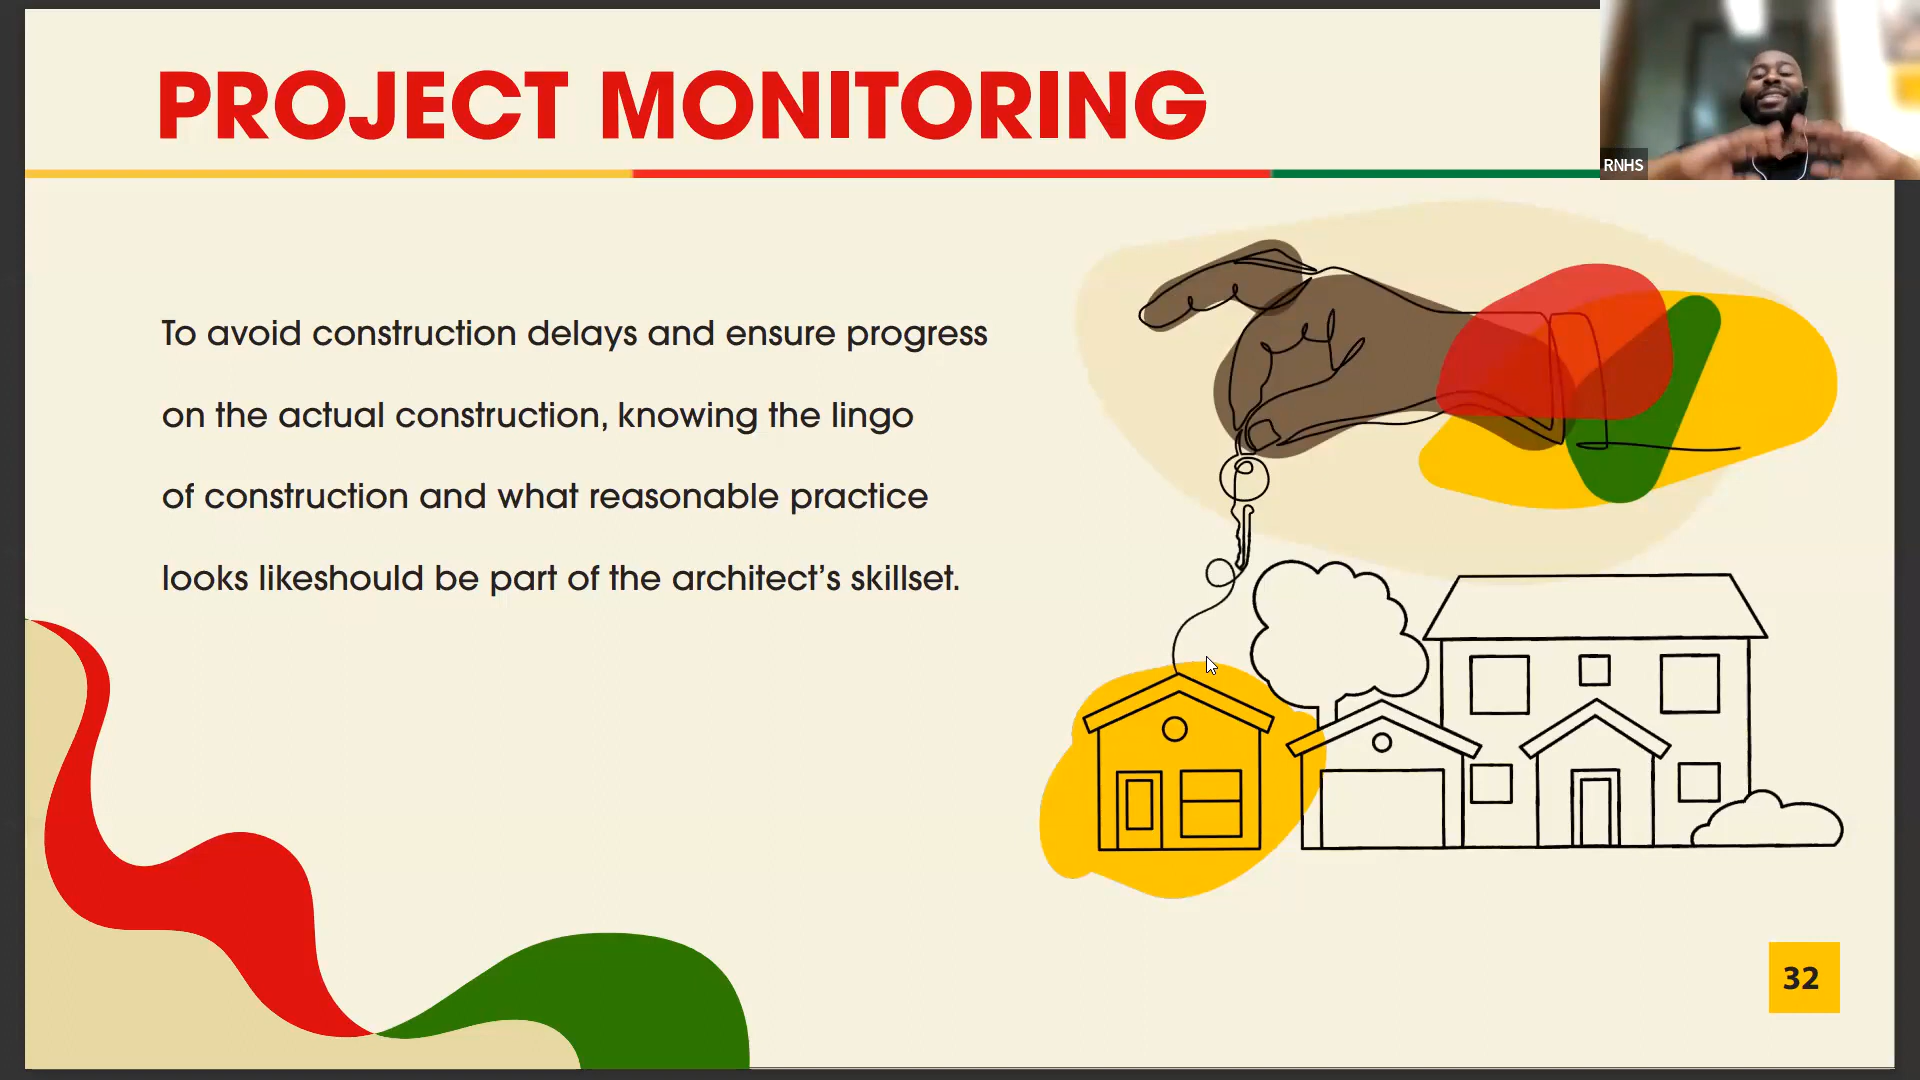 PROJECT MONITORING
RNHS
To avoid construction delays and ensure progress
on the actual construction, knowing the lingo
of construction and what reasonable practice
looks likeshould be part of the architect’s skillset.
32